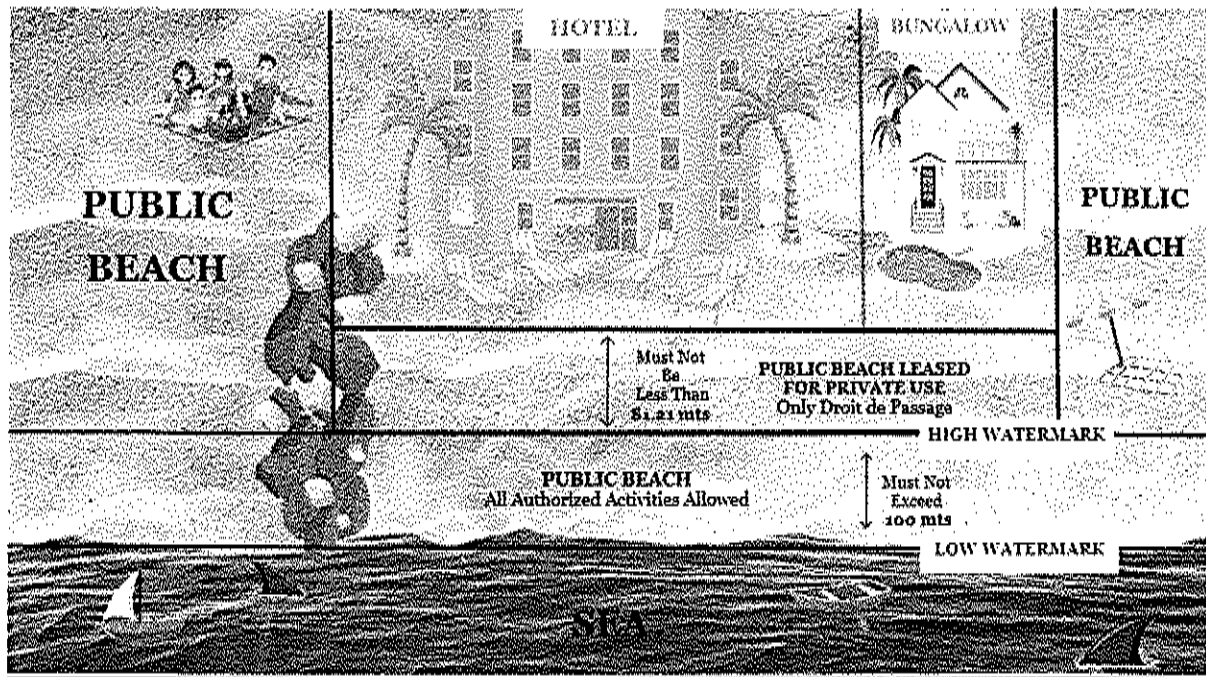 HOTEL
BUNGALOW
PUBLIC
BEACH
PUBLIC
BEACH
Must Not
Be
Less Than
81.21 mts
PUBLIC BEACH LEASED
FOR PRIVATE USE
Only Droit de Passage
HIGH WATERMARK
PUBLIC BEACH
All Authorized Activities Allowed
Must Not
Exceed
100 mts
LOW WATERMARK
SEA